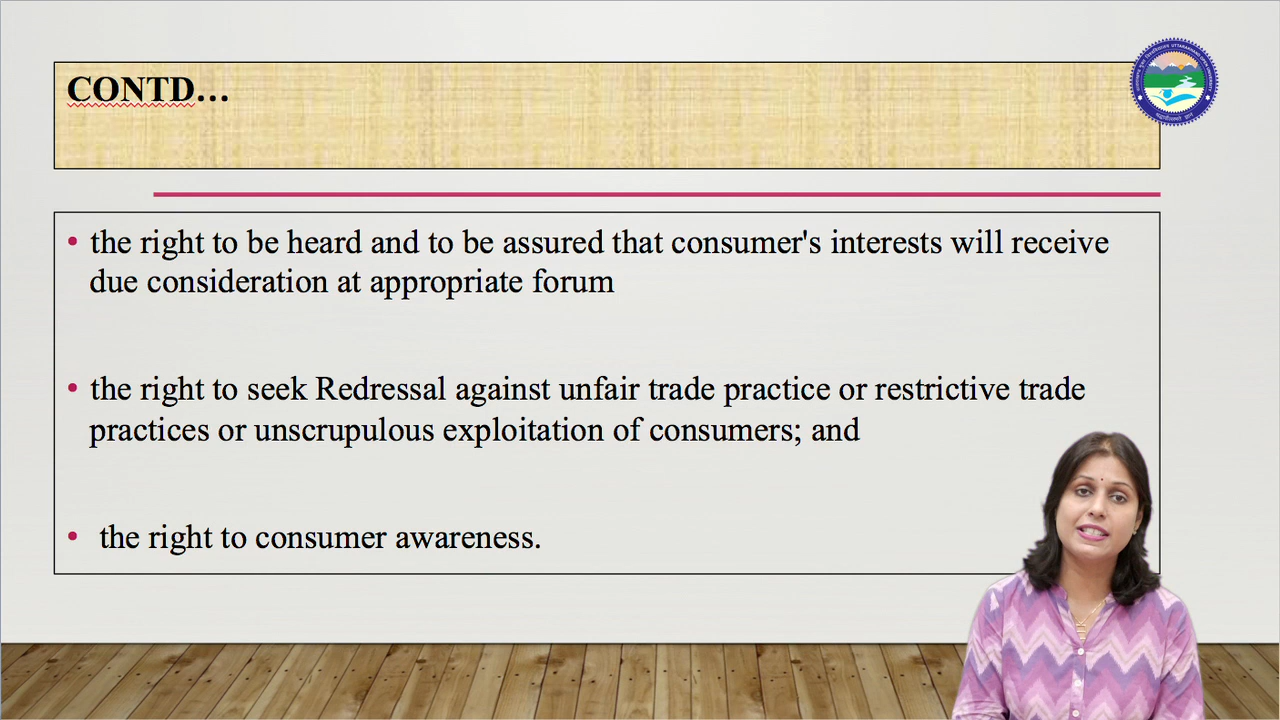 CONTD...
the right to be heard and to be assured that consumer's interests will receive
due consideration at appropriate forum
the right to seek Redressal against unfair trade practice or restrictive trade
practices or unscrupulous exploitation of consumers; and
the right to consumer awareness.